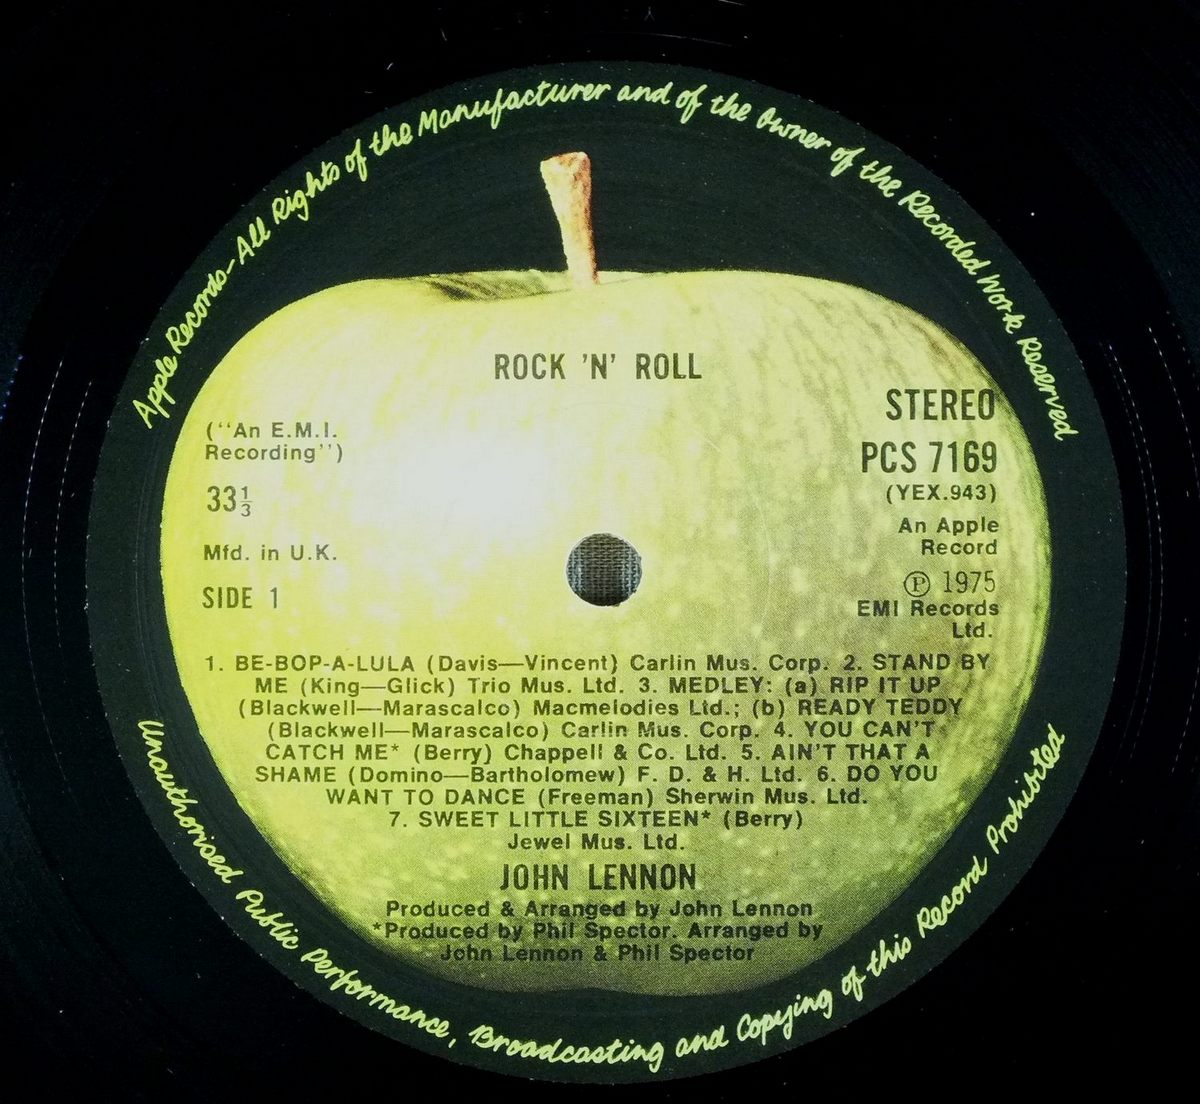 Apple Records-All Rights of the Manufacturer and of the Owner of the Recorded Work Reserved
ROCK 'N' ROLL
("An E.M.I.
Recording")
33⅓
Mfd. in U.K.
SIDE 1
STEREO
PCS 7169
(YEX.943)
An Apple
Record
℗ 1975
EMI Records
Ltd.
1. BE-BOP-A-LULA (Davis—Vincent) Carlin Mus. Corp. 2. STAND BY
ME (King—Glick) Trio Mus. Ltd. 3. MEDLEY: (a) RIP IT UP
(Blackwell—Marascalco) Macmelodies Ltd.; (b) READY TEDDY
(Blackwell—Marascalco) Carlin Mus. Corp. 4. YOU CAN'T
CATCH ME* (Berry) Chappell & Co. Ltd. 5. AIN'T THAT A
SHAME (Domino—Bartholomew) F. D. & H. Ltd. 6. DO YOU
WANT TO DANCE (Freeman) Sherwin Mus. Ltd.
7. SWEET LITTLE SIXTEEN* (Berry)
Jewel Mus. Ltd.
JOHN LENNON
Produced & Arranged by John Lennon
*Produced by Phil Spector. Arranged by
John Lennon & Phil Spector
Unauthorised Public Performance, Broadcasting and Copying of this Record Prohibited